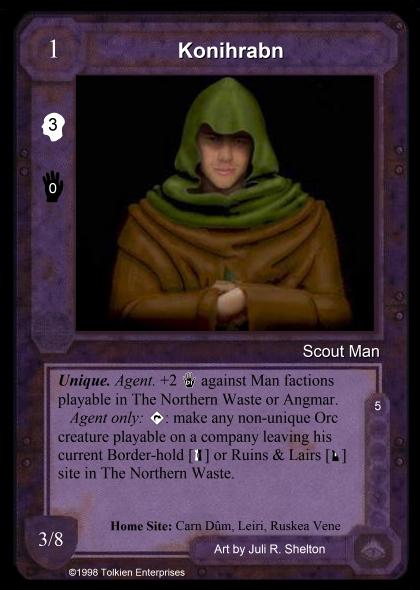 1
Konihrabn
3
0
Scout Man
Unique. Agent. +2 against Man factions
playable in The Northern Waste or Angmar.
Agent only: : make any non-unique Orc
creature playable on a company leaving his
current Border-hold [ ] or Ruins & Lairs [ ]
site in The Northern Waste.
5
Home Site: Carn Dûm, Leiri, Ruskea Vene
3/8
Art by Juli R. Shelton
©1998 Tolkien Enterprises